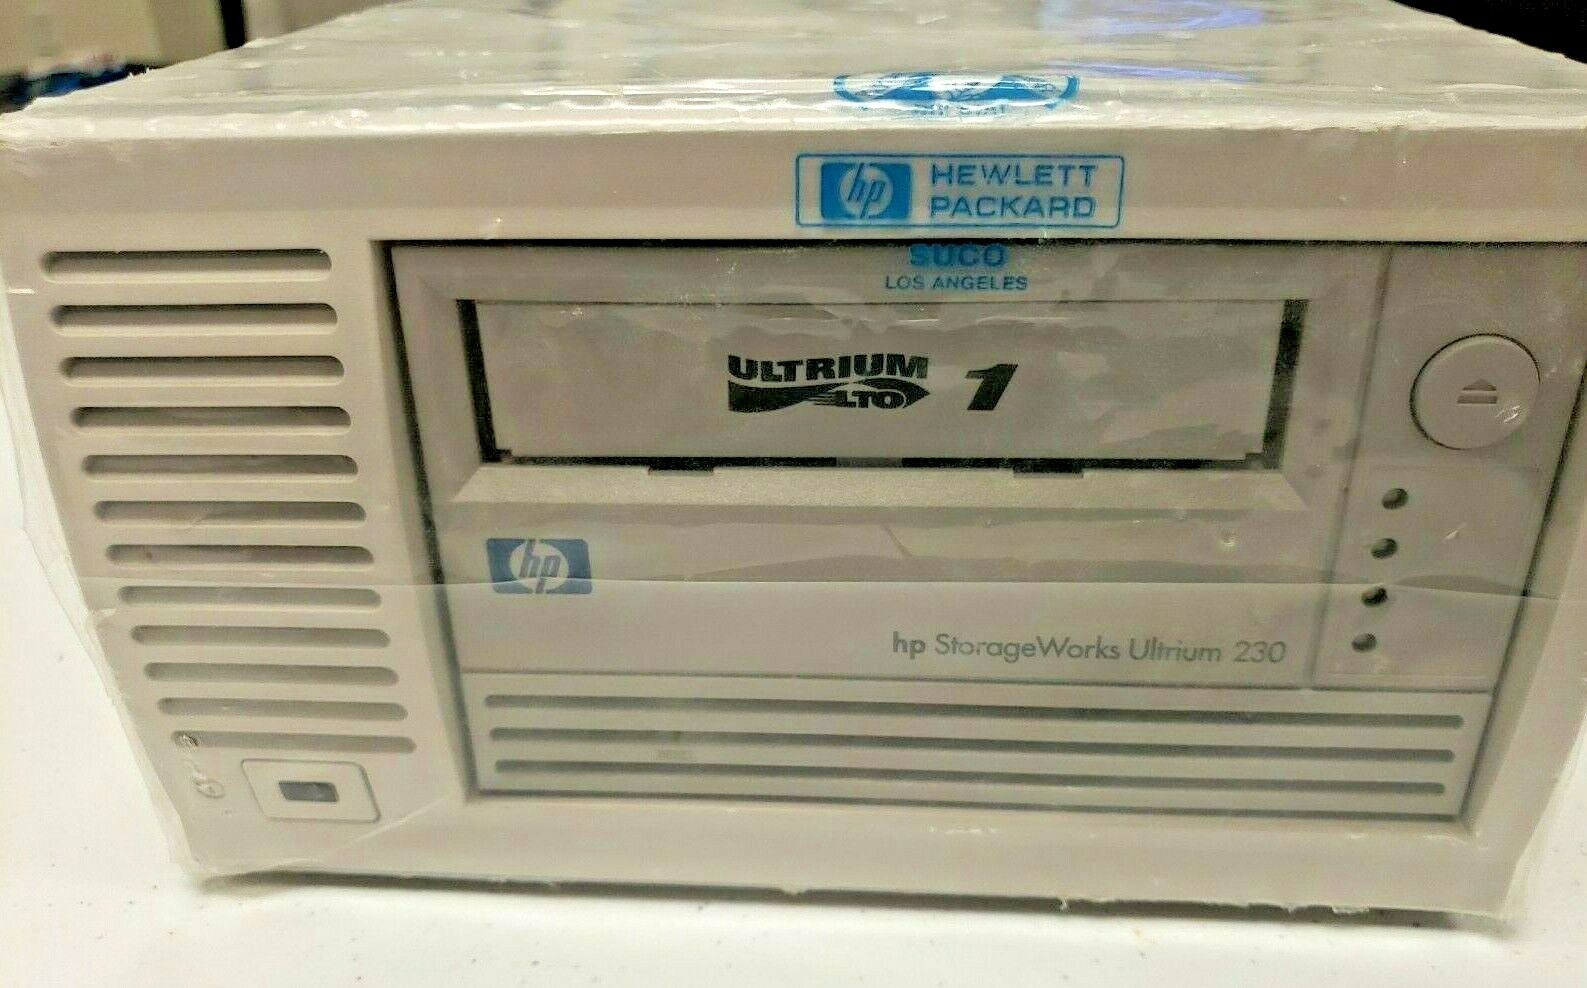 hp HEWLETT
PACKARD
SUCO
LOS ANGELES
ULTRIUM
LTO 1
hp
hp StorageWorks Ultrium 230